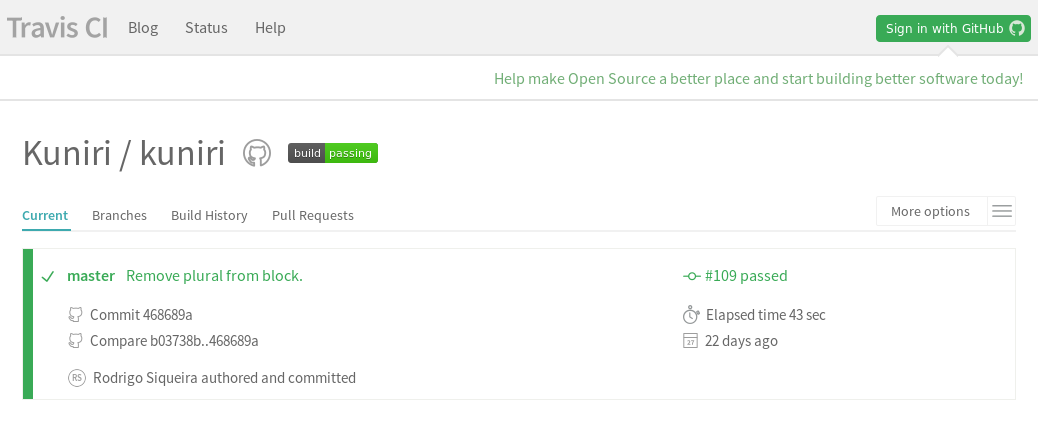 Travis CI Blog Status Help Sign in with GitHub
Help make Open Source a better place and start building better software today!
Kuniri / kuniri build passing
Current Branches Build History Pull Requests More options
master Remove plural from block. #109 passed
Commit 468689a Elapsed time 43 sec
Compare b03738b..468689a 27 22 days ago
RS Rodrigo Siqueira authored and committed